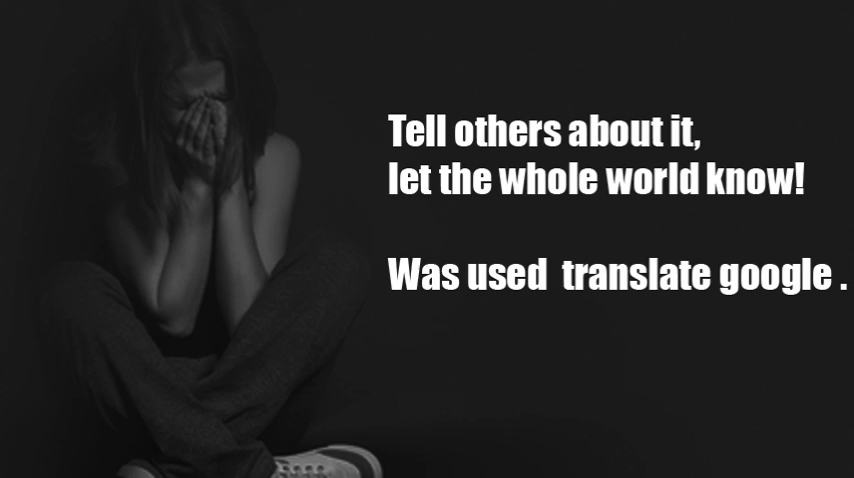 Tell others about it,
let the whole world know!
Was used translate google .